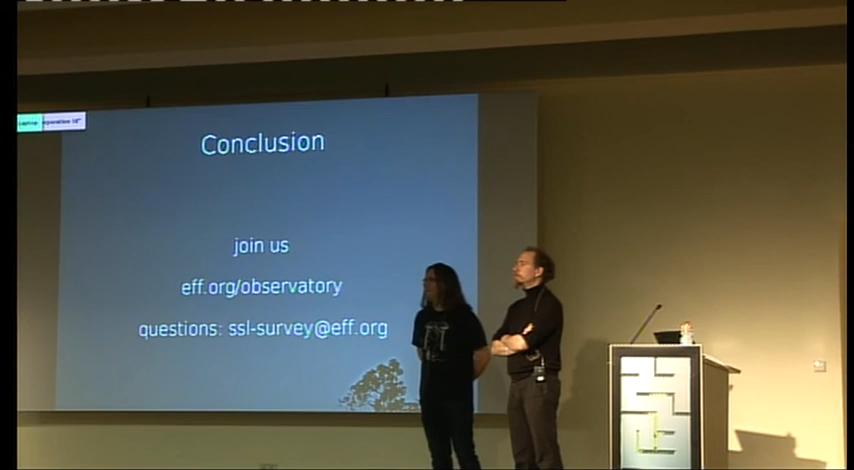 Conclusion
join us
eff.org/observatory
questions: ssl-survey@eff.org